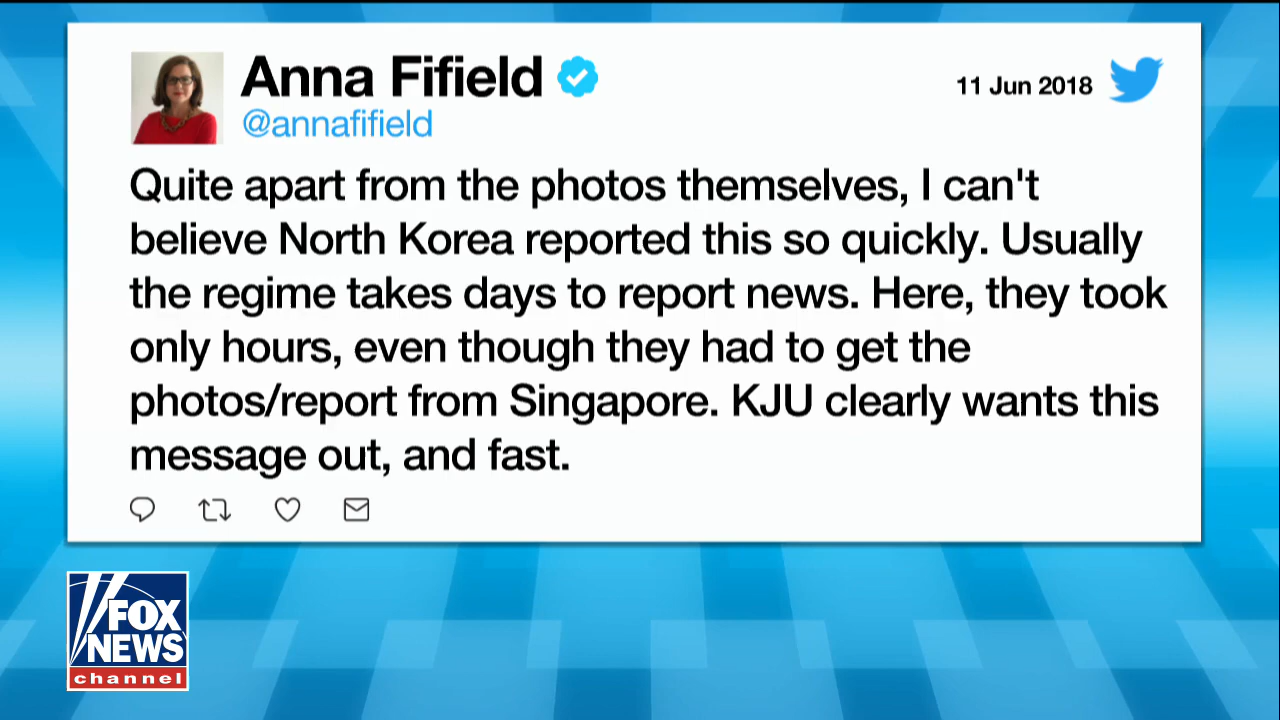 Anna Fifield
11 Jun 2018
@annafifield
Quite apart from the photos themselves, I can't
believe North Korea reported this so quickly. Usually
the regime takes days to report news. Here, they took
only hours, even though they had to get the
photos/report from Singapore. KJU clearly wants this
message out, and fast.
FOX
NEWS
channel